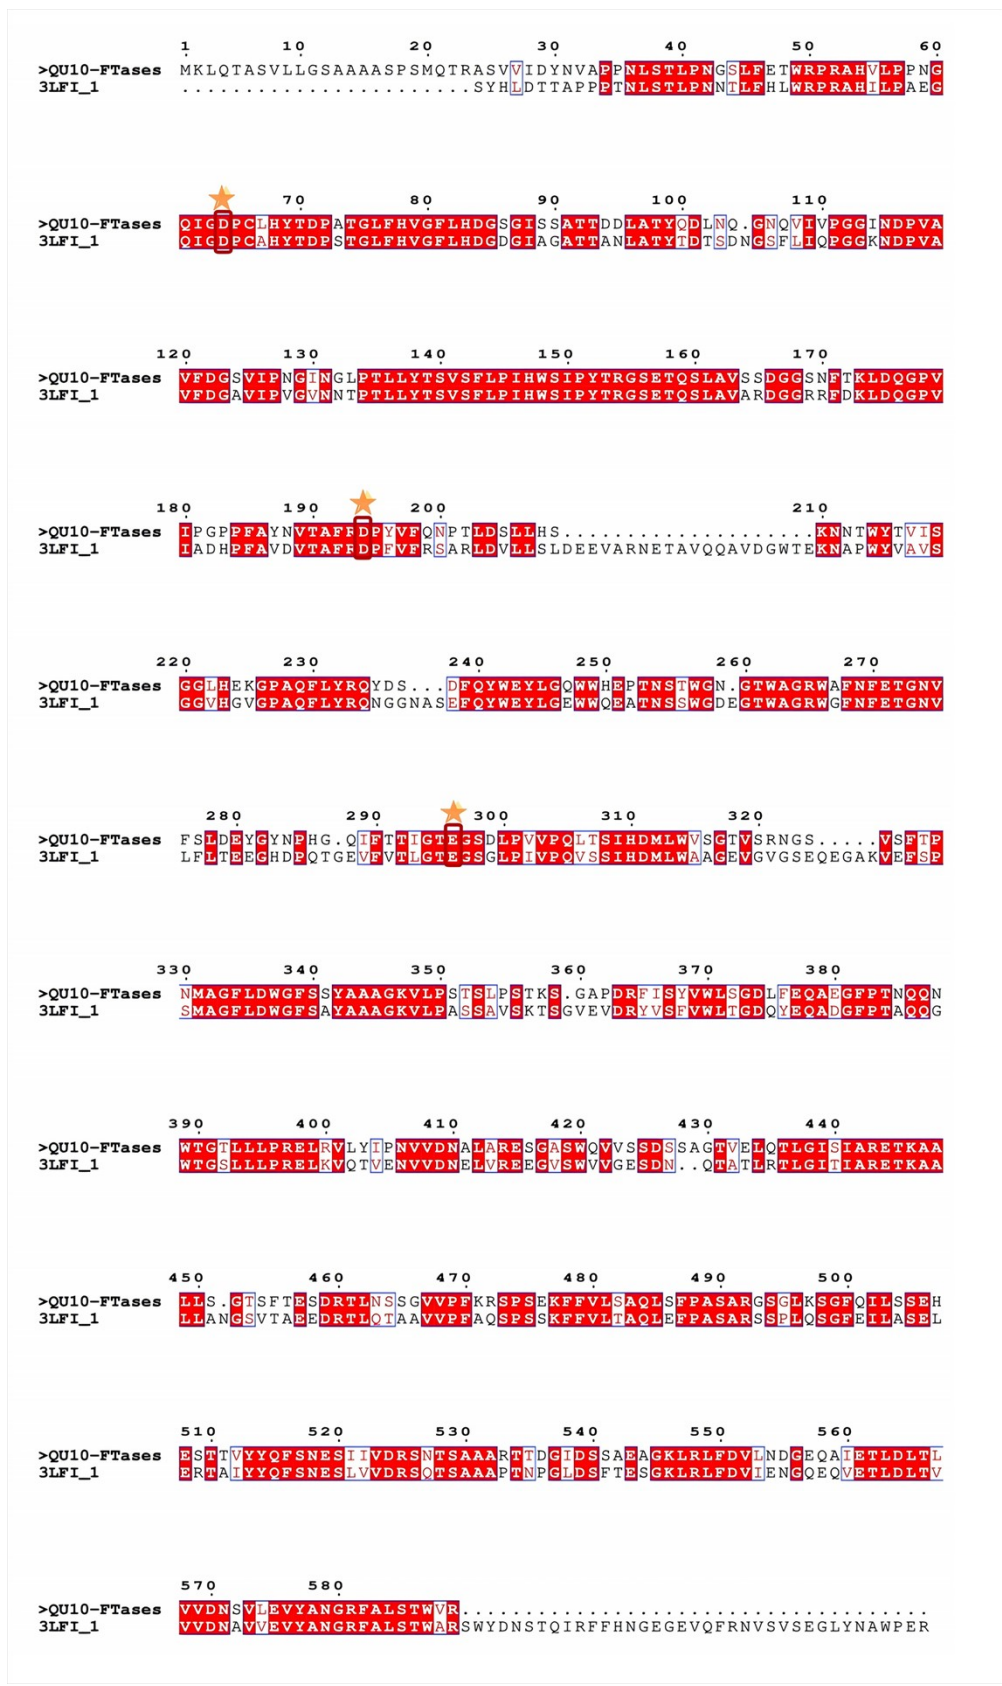 1 10 20 30 40 50 60
>QU10-FTases MKLQTASVLLGSAAAASPSMQTRASVVIDYNVAPPNLSTLPNGSLFETWRPRAHVLPPNG
3LFI_1 .......................SYHLDTTAPPPTNLSTLPNNTLFHLWRPRAHILPAEG
70 80 90 100 110
>QU10-FTases QIGDPCLHYTDPATGLFHVGFLHDGSGISSATTDDLATYQDLNQ.GNQVIVPGGINDPVA
3LFI_1 QIGDPCAHYTDPSTGLFHVGFLHDGDGIAGATTANLATYTDTSDNGSFLIQPGGKNDPVA
120 130 140 150 160 170
>QU10-FTases VFDGSVIPNGINGLPTLLYTSVSFLPIHWSIPYTRGSETQSLAVSSDGGSNFTKLDQGPV
3LFI_1 VFDGAVIPVGVNNTPTLLYTSVSFLPIHWSIPYTRGSETQSLAVARDGGRRFDKLDQGPV
180 190 200 210
>QU10-FTases IPGPPFAYNVTAFRDPYVFQNPTLDSLLHS....................KNNTWYTVIS
3LFI_1 IADHPFAVDVTAFRDPFVFRSARLDVLLSLDEEVARNETAVQQAVDGWTEKNAPWYVAVS
220 230 240 250 260 270
>QU10-FTases GGLHEKGPAQFLYRQYDS...DFQYWEYLGQWWHEPTNSTWGN.GTWAGRWAFNFETGNV
3LFI_1 GGVHGVGPAQFLYRQNGGNASEFQYWEYLGEWWQEATNSSWGDEGTWAGRWGFNFETGNV
280 290 300 310 320
>QU10-FTases FSLDEYGYNPHG.QIFTTIGTEGSDLPVVPQLTSIHDMLWVSGTVSRNGS.....VSFTP
3LFI_1 LFLTEEGHDPQTGEVFVTLGTEGSGLPIVPQVSSIHDMLWAAGEVGVGSEQEGAKVEFSP
330 340 350 360 370 380
>QU10-FTases NMAGFLDWGFSSYAAAGKVLPSTSLPSTKS.GAPDRFISYVWLSGDLFEQAEGFPTNQQN
3LFI_1 SMAGFLDWGFSAYAAAGKVLPASSAVSKTSGVEVDRYVSFVWLTGDQYEQADGFPTAQQG
390 400 410 420 430 440
>QU10-FTases WTGTLLLPRELRVLYIPNVVDNALARESGASWQVVSSDSSAGTVELQTLGISIARETKAA
3LFI_1 WTGSLLLPRELKVQTVENVVDNELVREEGVSWVVGESDN..QTATLRTLGITIARETKAA
450 460 470 480 490 500
>QU10-FTases LLS.GTSFTESDRTLNSSGVVPFKRSPSEKFFVLSAQLSFPASARGSGLKSGFQILSSEH
3LFI_1 LLANGSVTAEEDRTLQTAAVVPFAQSPSSKFFVLTAQLEFPASARSSPLQSGFEILASEL
510 520 530 540 550 560
>QU10-FTases ESTTVYYQFSNESIIVDRSNTSAAARTTDGIDSSAEAGKLRLFDVLNDGEQAIETLDLTL
3LFI_1 ERTAIYYQFSNESLVVDRSQTSAAAPTNPGLDSFTESGKLRLFDVIENGQEQVETLDLTV
570 580
>QU10-FTases VVDNSVLEVYANGRFALSTWVR......................................
3LFI_1 VVDNAVVEVYANGRFALSTWARSWYDNSTQIRFFHNGEGEVQFRNVSVSEGLYNAWPER